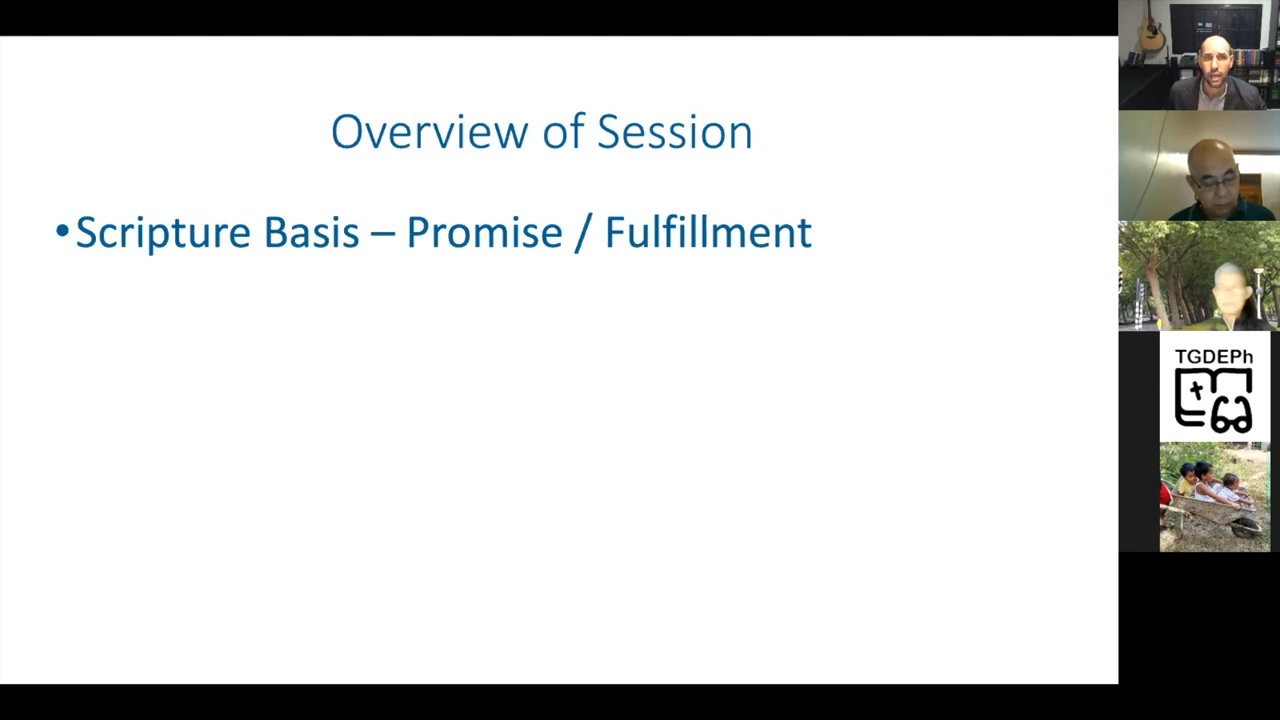 Overview of Session
•Scripture Basis – Promise / Fulfillment
TGDEPh